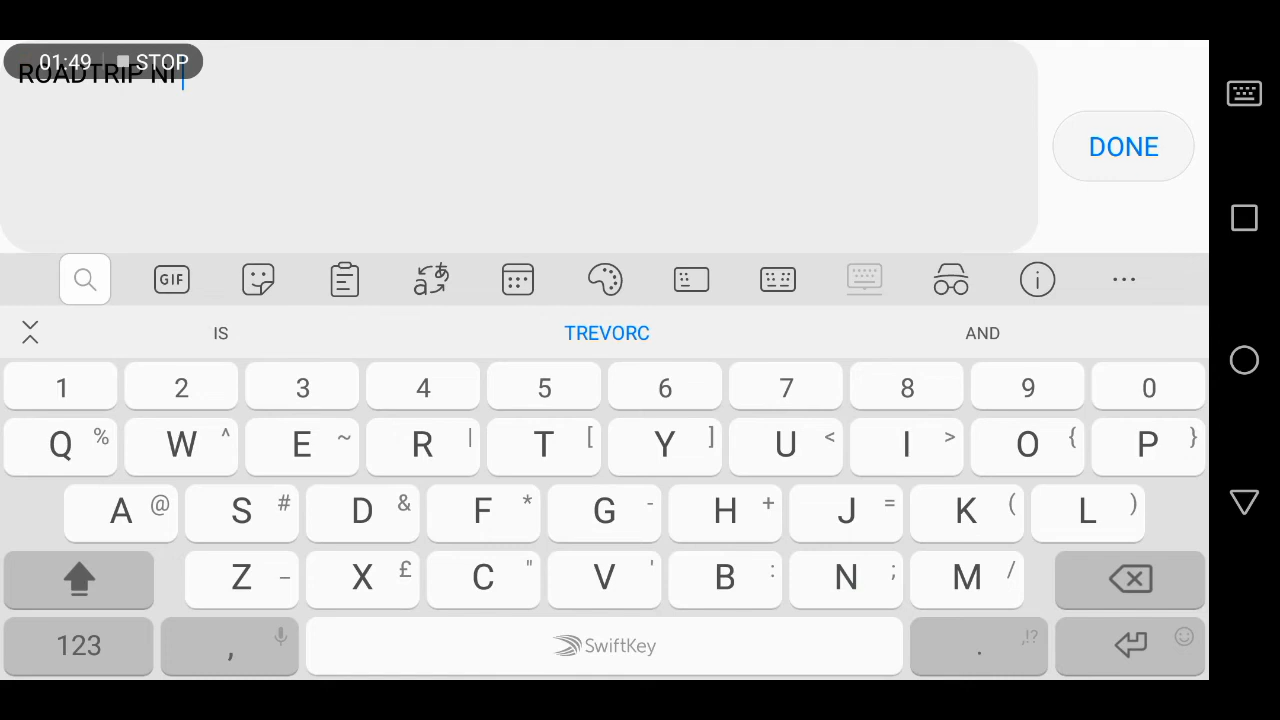 01:49 STOP
ROADTRIP NI
DONE
GIF
IS TREVORC AND
1 2 3 4 5 6 7 8 9 0
Q % W ^ E ~ R | T [ Y ] U < I > O { P }
A @ S # D & F * G - H + J = K ( L )
Z _ X £ C " V ' B : N ; M /
123 , SwiftKey . ,!?